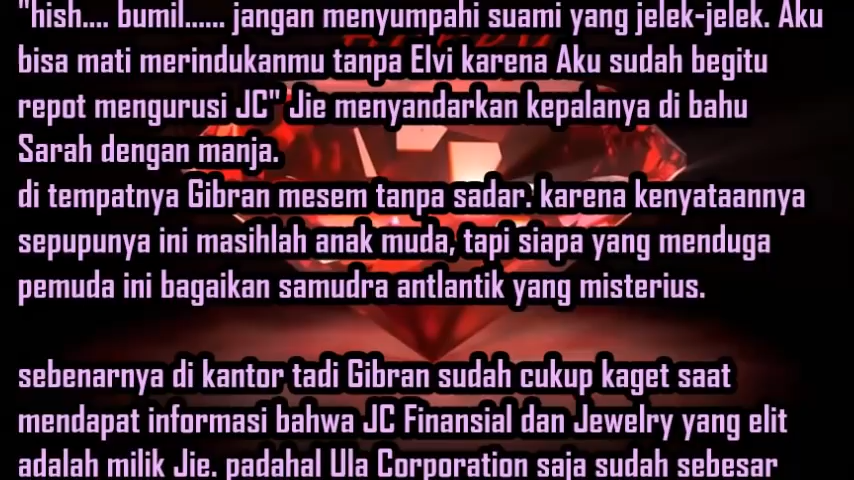 "hish.... bumil...... jangan menyumpahi suami yang jelek-jelek. Aku
bisa mati merindukanmu tanpa Elvi karena Aku sudah begitu
repot mengurusi JC" Jie menyandarkan kepalanya di bahu
Sarah dengan manja.
di tempatnya Gibran mesem tanpa sadar. karena kenyataannya
sepupunya ini masihlah anak muda, tapi siapa yang menduga
pemuda ini bagaikan samudra antlantik yang misterius.
sebenarnya di kantor tadi Gibran sudah cukup kaget saat
mendapat informasi bahwa JC Finansial dan Jewelry yang elit
adalah milik Jie. padahal Ula Corporation saja sudah sebesar